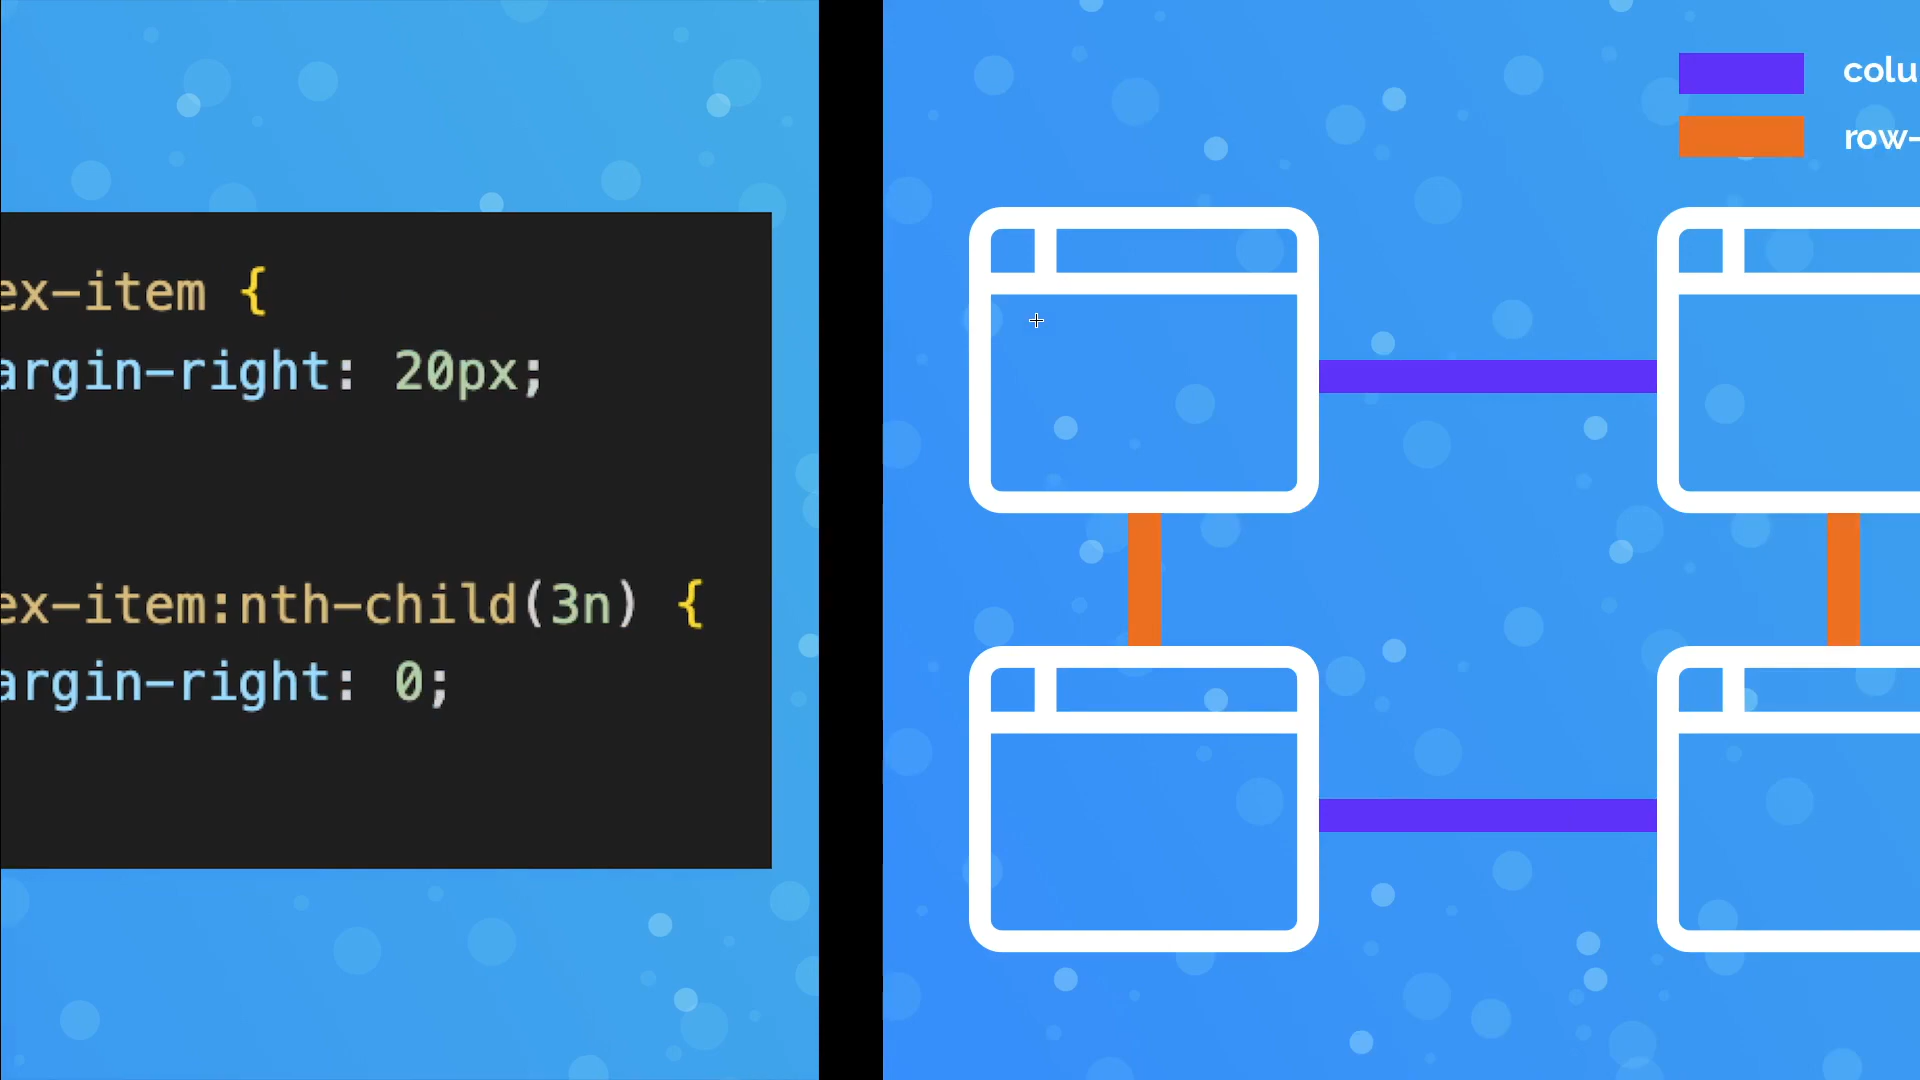 ex-item {
argin-right: 20px;
ex-item:nth-child(3n) {
argin-right: 0;
colu
row-